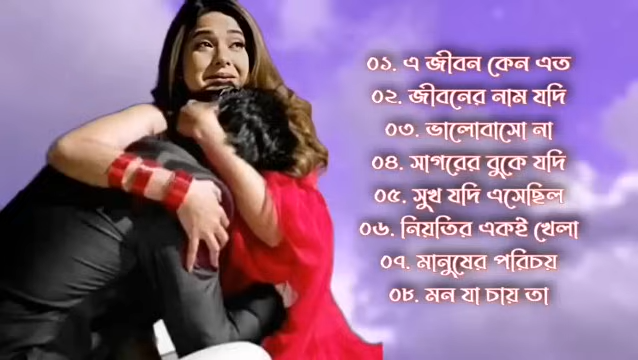 ০১. এ জীবন কেন এত
০২. জীবনের নাম যদি
০৩. ভালোবাসো না
০৪. সাগরের বুকে যদি
০৫. সুখ যদি এসেছিল
০৬. নিয়তির একই খেলা
০৭. মানুষের পরিচয়
০৮. মন যা চায় তা